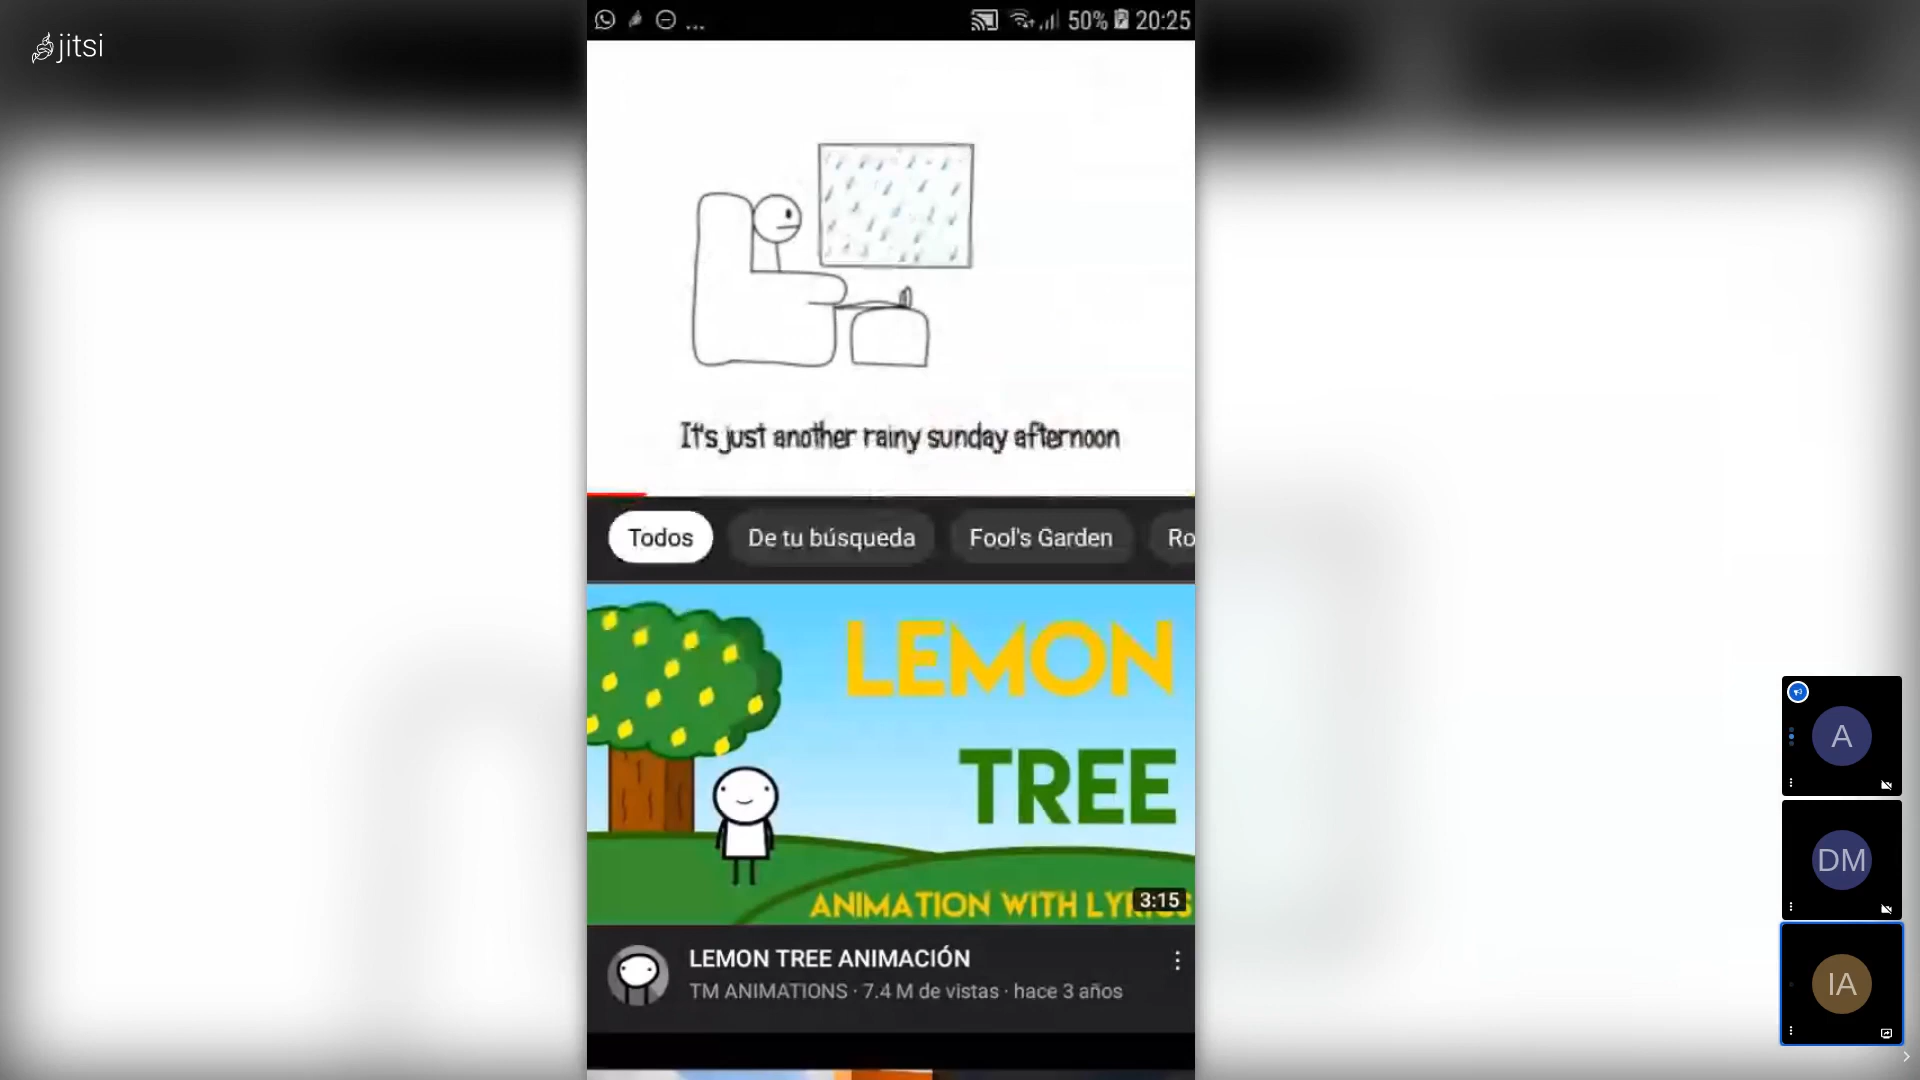 jitsi
... 50% 20:25
It's just another rainy sunday afternoon
Todos De tu búsqueda Fool's Garden Ro
LEMON
TREE
ANIMATION WITH LYRICS
3:15
LEMON TREE ANIMACIÓN
TM ANIMATIONS · 7.4 M de vistas · hace 3 años
A
DM
IA